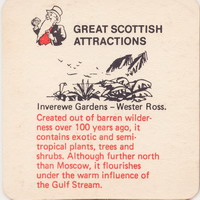 GREAT SCOTTISH
ATTRACTIONS
Inverewe Gardens – Wester Ross.
Created out of barren wilder-
ness over 100 years ago, it
contains exotic and semi-
tropical plants, trees and
shrubs. Although further north
than Moscow, it flourishes
under the warm influence of
the Gulf Stream.